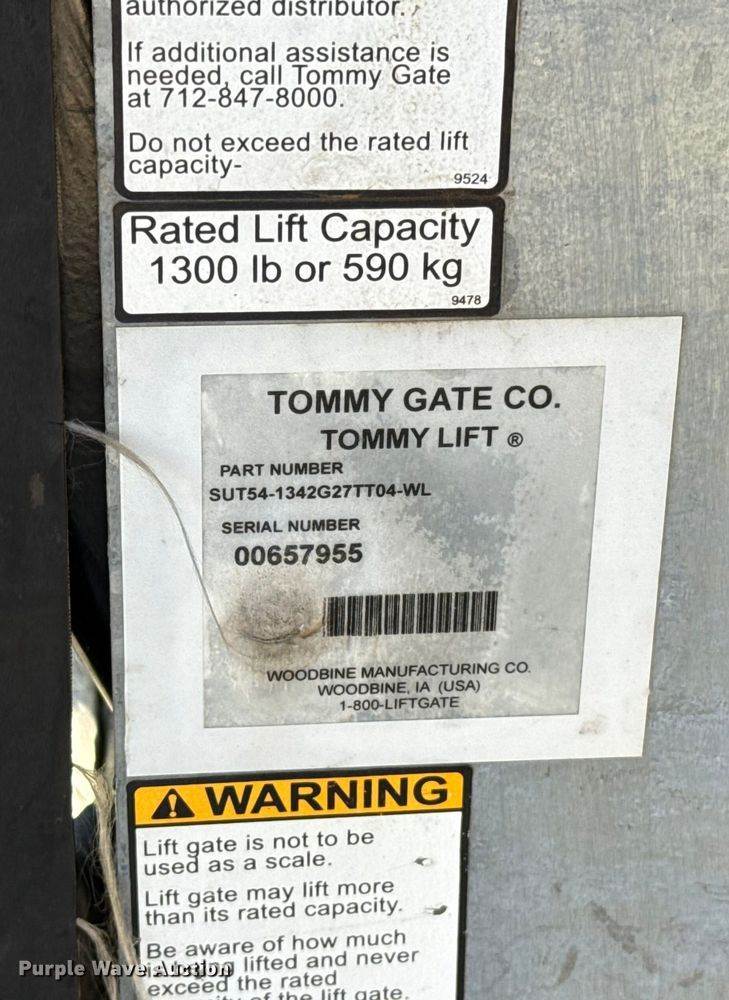 authorized distributor.
If additional assistance is
needed, call Tommy Gate
at 712-847-8000.
Do not exceed the rated lift
capacity-
9524
Rated Lift Capacity
1300 lb or 590 kg
9478
TOMMY GATE CO.
TOMMY LIFT ®
PART NUMBER
SUT54-1342G27TT04-WL
SERIAL NUMBER
00657955
WOODBINE MANUFACTURING CO.
WOODBINE, IA (USA)
1-800-LIFTGATE
WARNING
Lift gate is not to be
used as a scale.
Lift gate may lift more
than its rated capacity.
Be aware of how much
lifted and never
exceed the rated
of the lift gate.
Purple Wave Auction